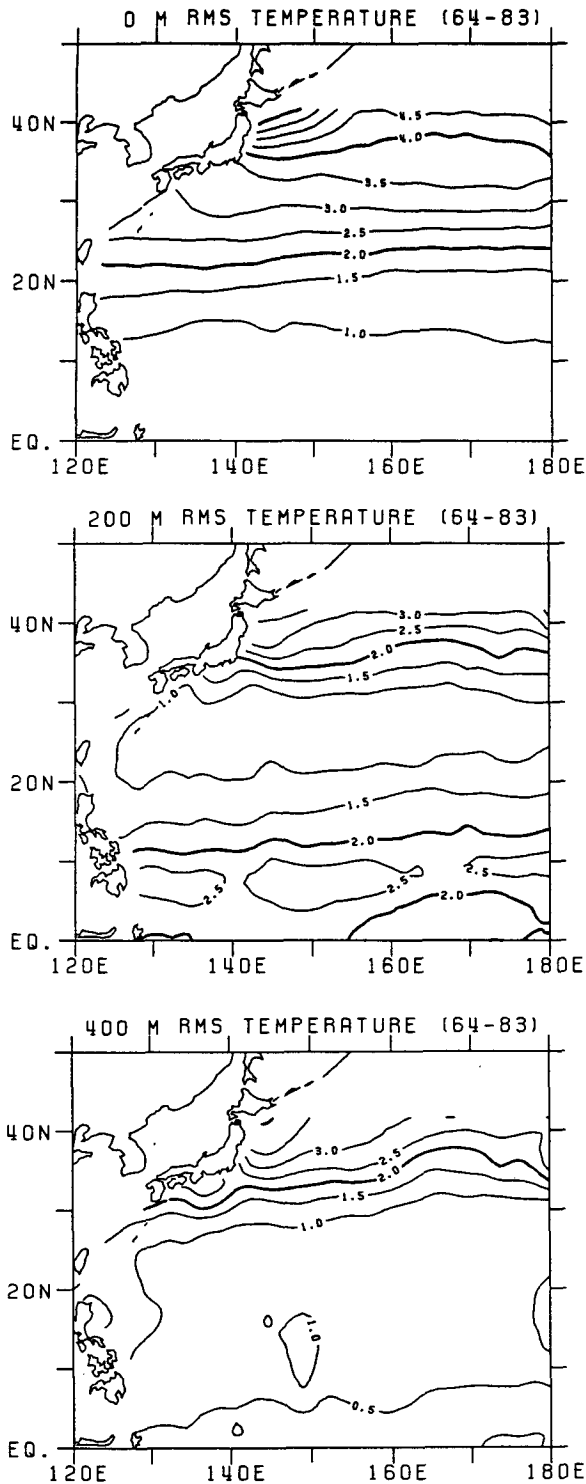 0 M RMS TEMPERATURE (64-83)
40N
20N
EQ.
120E 140E 160E 180E
4.5
4.0
3.5
3.0
2.5
2.0
1.5
1.0
200 M RMS TEMPERATURE (64-83)
40N
20N
EQ.
120E 140E 160E 180E
3.0
2.5
2.0
1.5
1.0
1.5
2.0
2.5
2.5
2.5
2.0
400 M RMS TEMPERATURE (64-83)
40N
20N
EQ.
120E 140E 160E 180E
3.0
2.5
2.0
1.5
1.0
1.0
0.5